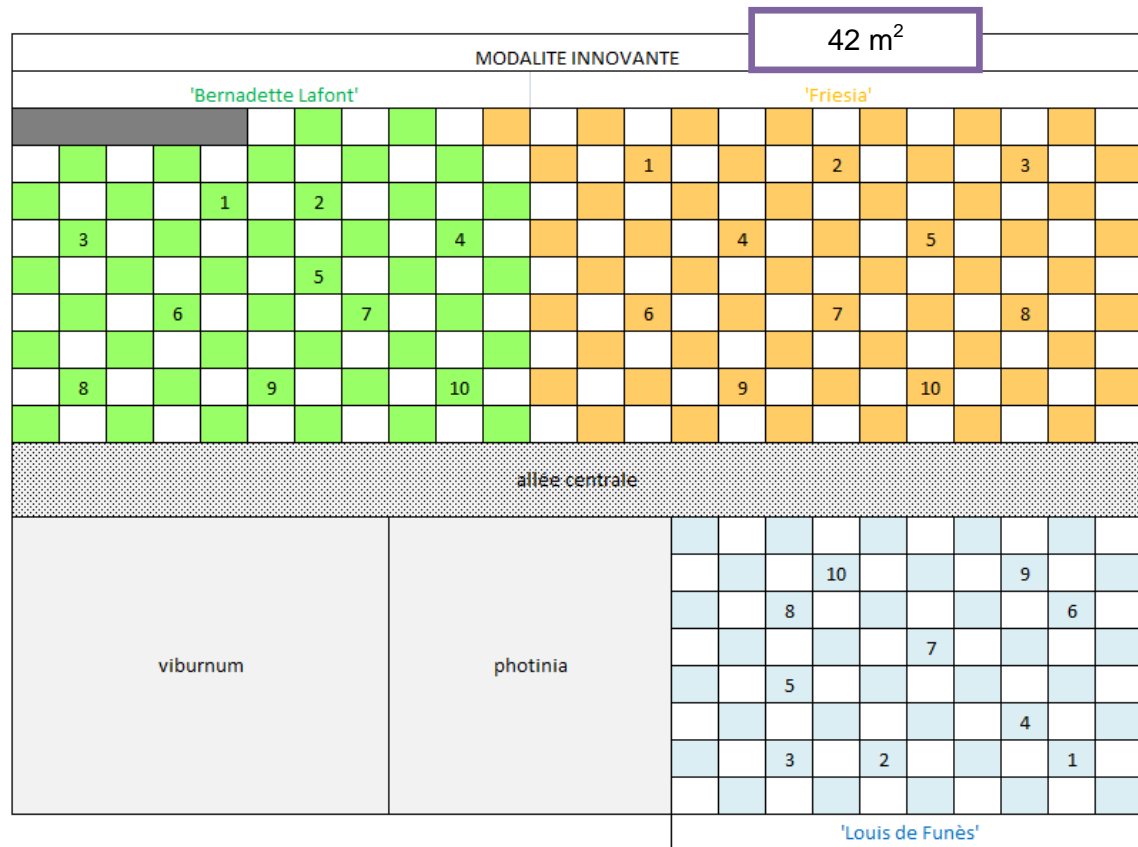 42 m²
MODALITE INNOVANTE
'Bernadette Lafont' 'Friesia'
1 2 3
1 2
3 4 4 5
5
6 7 6 7 8
8 9 10 9 10
allée centrale
10 9
8 6
viburnum photinia 7
5
4
3 2 1
'Louis de Funès'